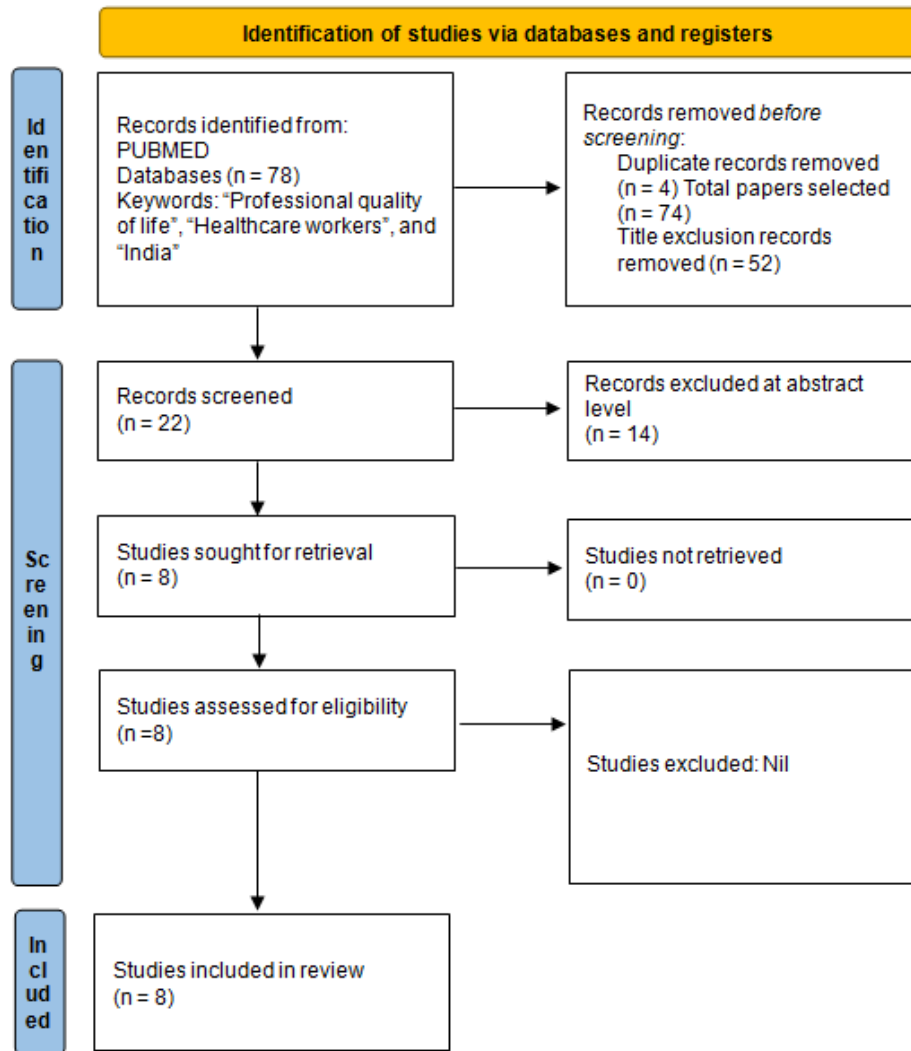 Identification of studies via databases and registers
Id
en
tifi
ca
tio
n
Records identified from:
PUBMED
Databases (n = 78)
Keywords: “Professional quality
of life”, “Healthcare workers”, and
“India”
Records removed before
screening:
Duplicate records removed
(n = 4) Total papers selected
(n = 74)
Title exclusion records
removed (n = 52)
Sc
re
en
in
g
Records screened
(n = 22)
Records excluded at abstract
level
(n = 14)
Studies sought for retrieval
(n = 8)
Studies not retrieved
(n = 0)
Studies assessed for eligibility
(n =8)
Studies excluded: Nil
In
cl
ud
ed
Studies included in review
(n = 8)